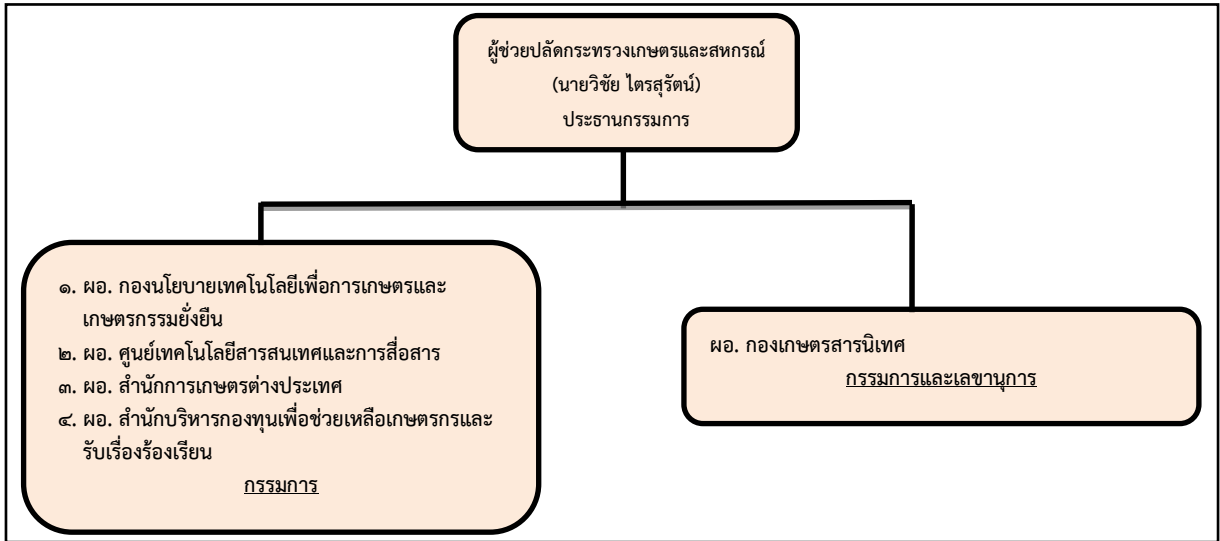 ผู้ช่วยปลัดกระทรวงเกษตรและสหกรณ์
(นายวิชัย ไตรสุรัตน์)
ประธานกรรมการ
๑. ผอ. กองนโยบายเทคโนโลยีเพื่อการเกษตรและ
เกษตรกรรมยั่งยืน
๒. ผอ. ศูนย์เทคโนโลยีสารสนเทศและการสื่อสาร
๓. ผอ. สำนักการเกษตรต่างประเทศ
๔. ผอ. สำนักบริหารกองทุนเพื่อช่วยเหลือเกษตรกรและ
รับเรื่องร้องเรียน
กรรมการ
ผอ. กองเกษตรสารนิเทศ
กรรมการและเลขานุการ